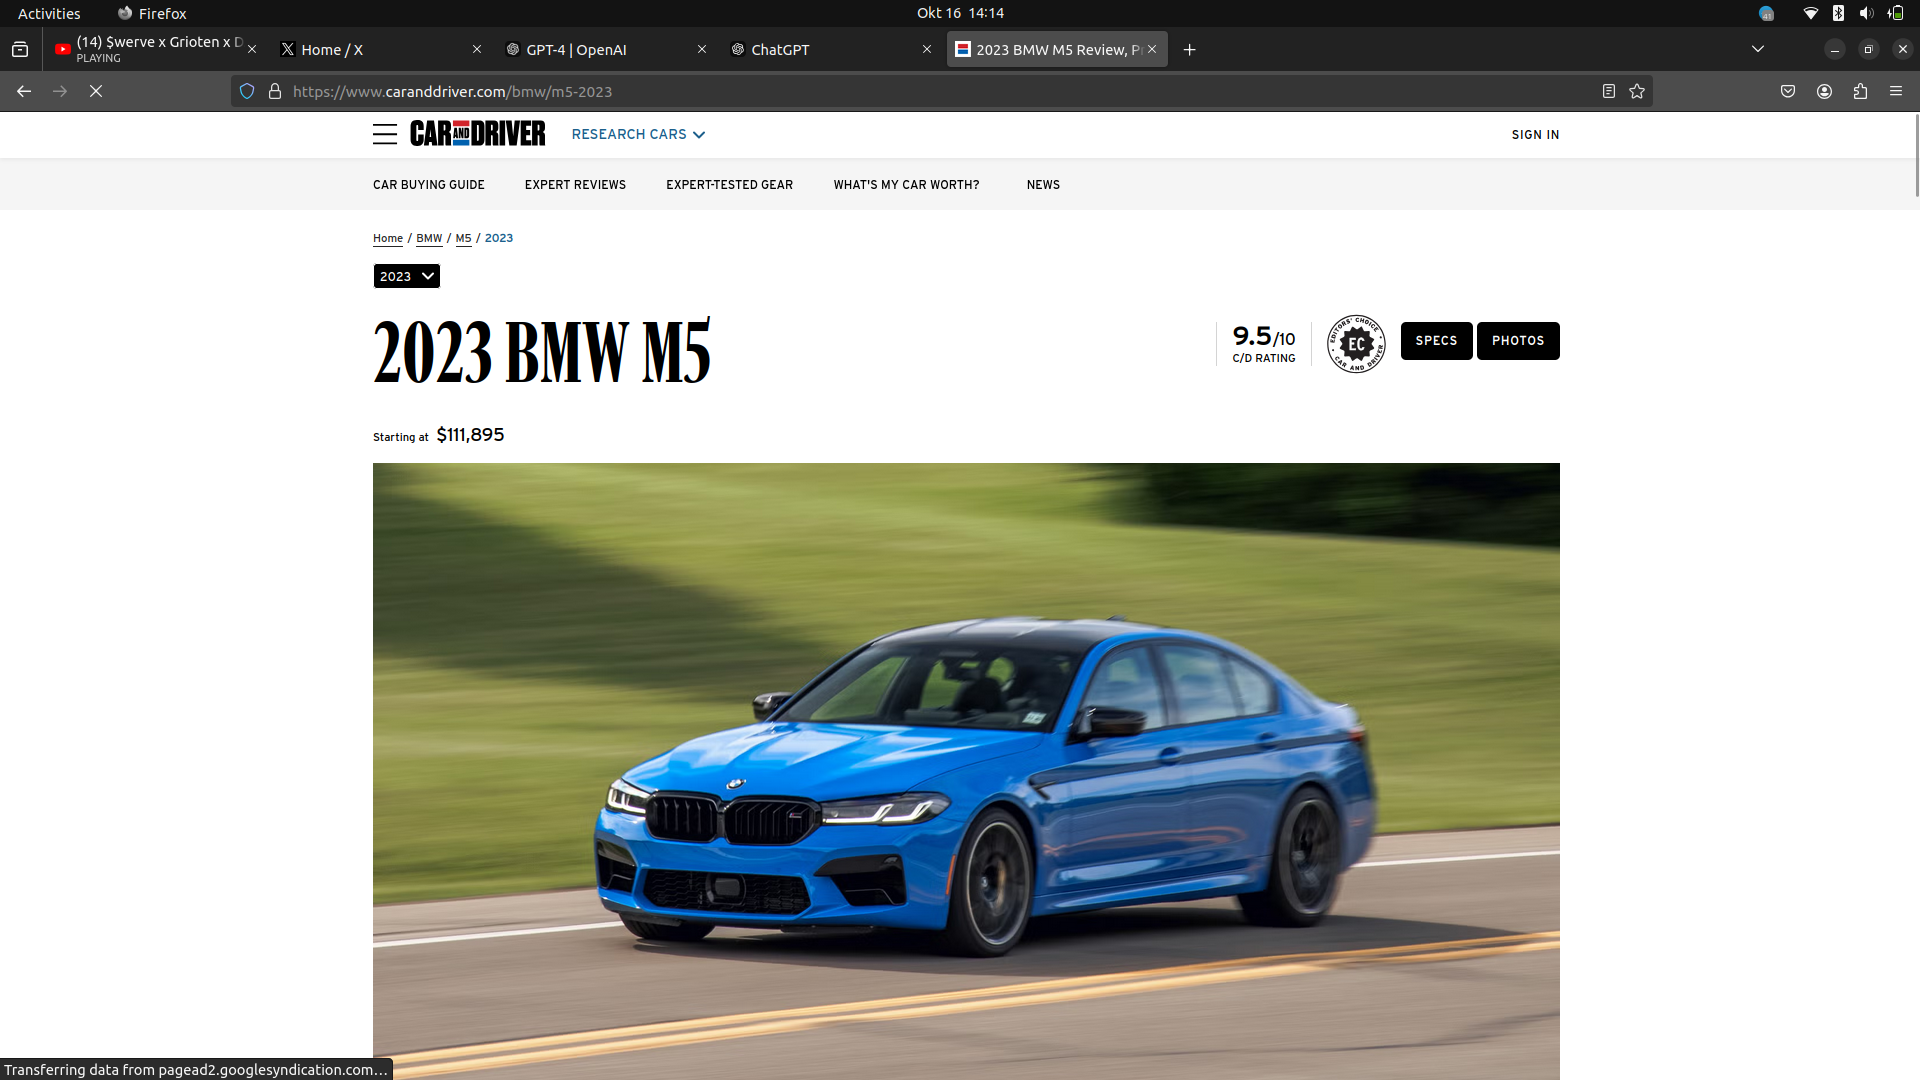 Activities
Firefox
Okt 16 14:14
41
(14) $werve x Grioten x D
PLAYING
Home / X
GPT-4 | OpenAI
ChatGPT
2023 BMW M5 Review, Pr
https://www.caranddriver.com/bmw/m5-2023
CAR AND DRIVER
RESEARCH CARS
SIGN IN
CAR BUYING GUIDE
EXPERT REVIEWS
EXPERT-TESTED GEAR
WHAT'S MY CAR WORTH?
NEWS
Home / BMW / M5 / 2023
2023
2023 BMW M5
9.5/10
C/D RATING
EDITORS' CHOICE
EC
CAR AND DRIVER
SPECS
PHOTOS
Starting at $111,895
Transferring data from pagead2.googlesyndication.com…